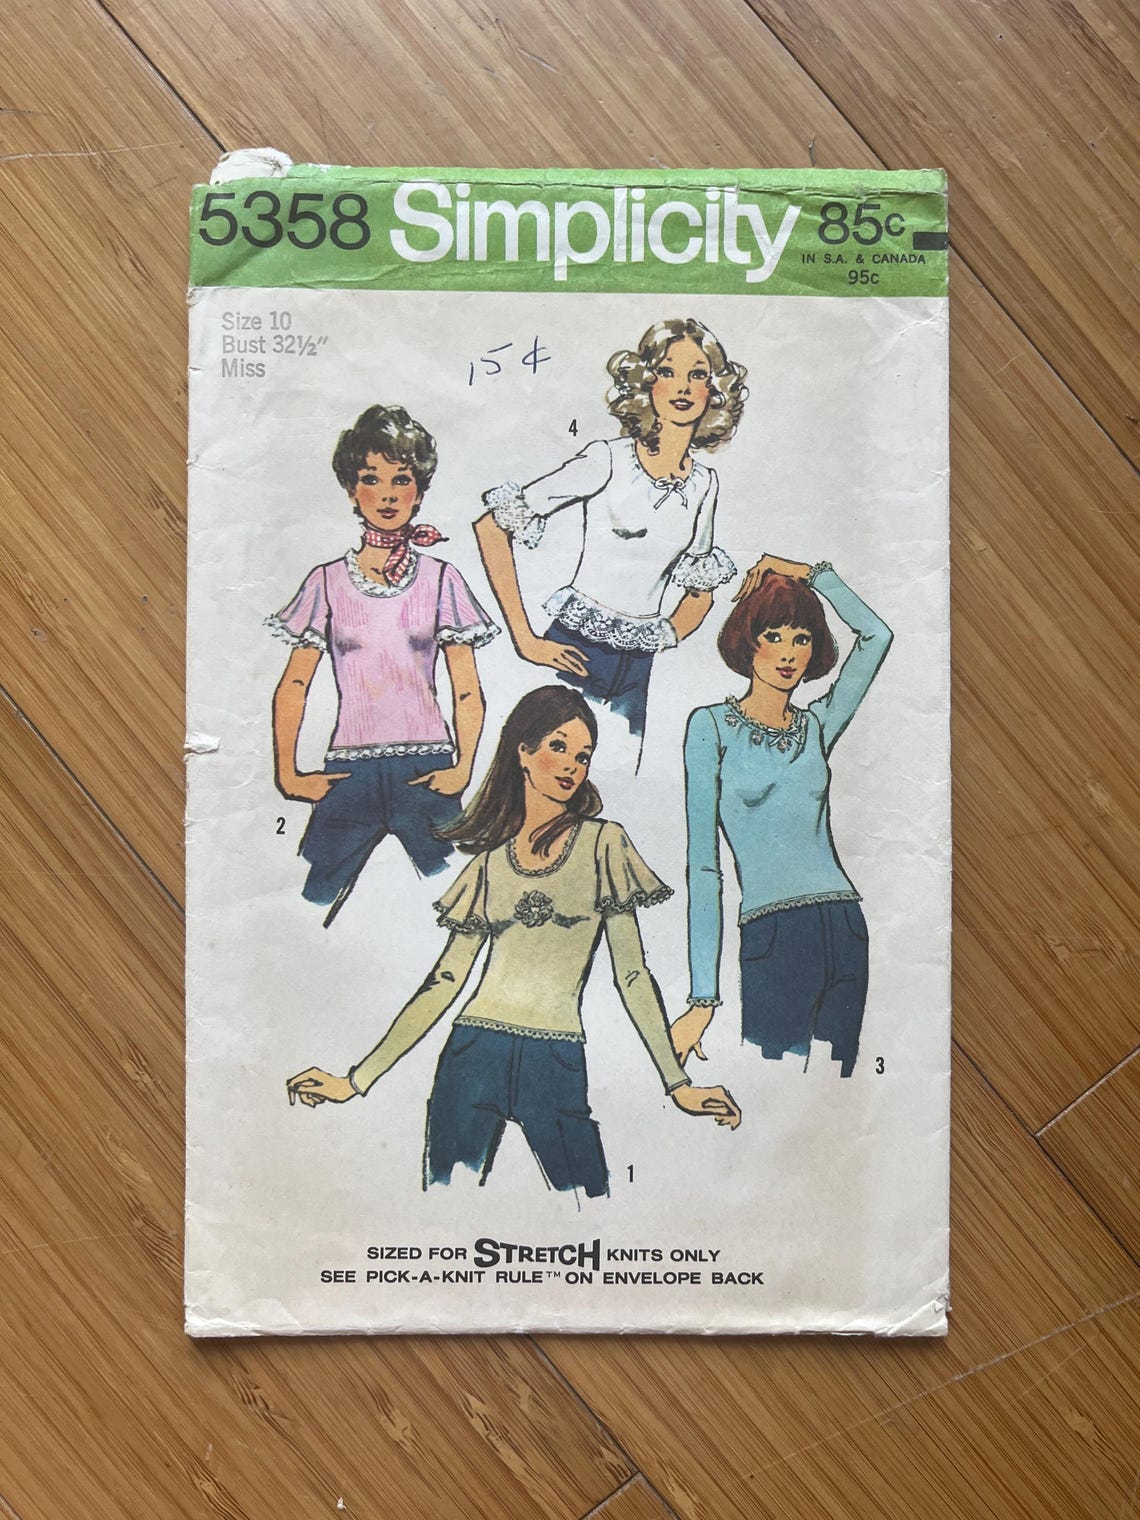 5358 Simplicity 85c
IN S.A. & CANADA
95c
Size 10
Bust 32½"
Miss
15¢
4
2
3
1
SIZED FOR STRETCH KNITS ONLY
SEE PICK-A-KNIT RULE™ ON ENVELOPE BACK